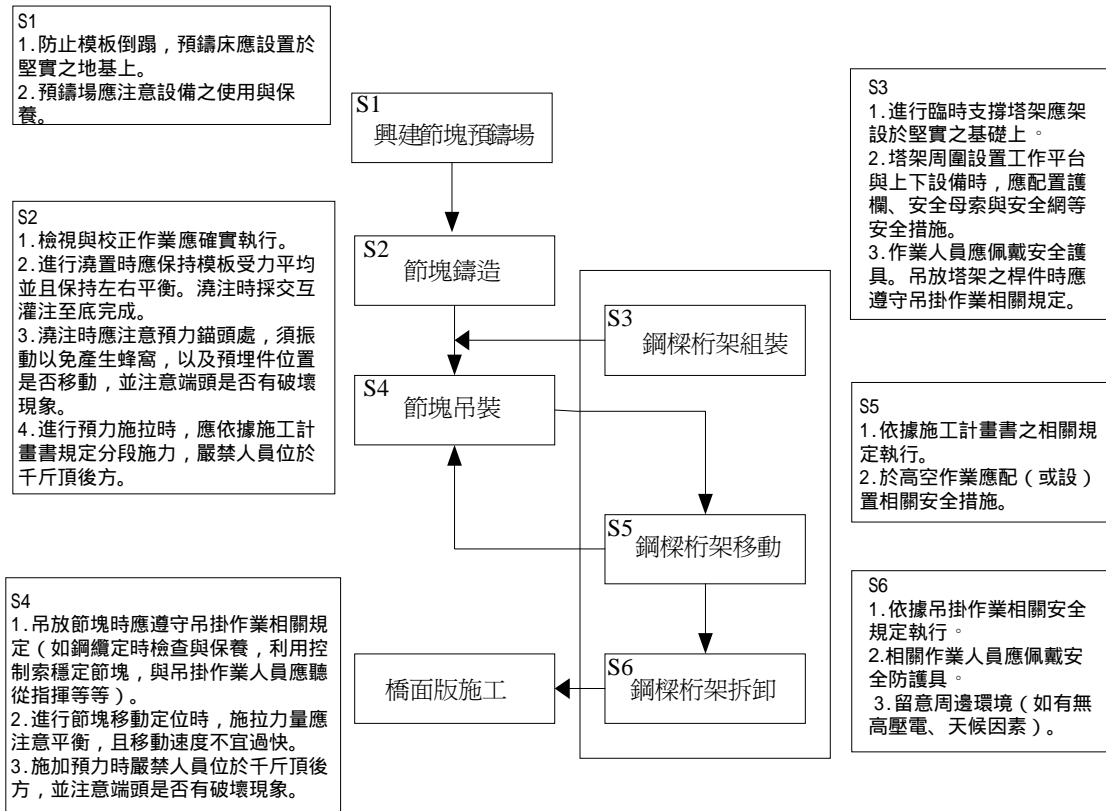 S1
1.防止模板倒蹋，預鑄床應設置於
堅實之地基上。
2.預鑄場應注意設備之使用與保
養。
S2
1.檢視與校正作業應確實執行。
2.進行澆置時應保持模板受力平均
並且保持左右平衡。澆注時採交互
灌注至底完成。
3.澆注時應注意預力錨頭處，須振
動以免產生蜂窩，以及預埋件位置
是否移動，並注意端頭是否有破壞
現象。
4.進行預力施拉時，應依據施工計
畫書規定分段施力，嚴禁人員位於
千斤頂後方。
S4
1.吊放節塊時應遵守吊掛作業相關規
定（如鋼纜定時檢查與保養，利用控
制索穩定節塊，與吊掛作業人員應聽
從指揮等等）。
2.進行節塊移動定位時，施拉力量應
注意平衡，且移動速度不宜過快。
3.施加預力時嚴禁人員位於千斤頂後
方，並注意端頭是否有破壞現象。
S1
興建節塊預鑄場
S2
節塊鑄造
S3
鋼樑桁架組裝
S4
節塊吊裝
S5
鋼樑桁架移動
S6
鋼樑桁架拆卸
橋面版施工
S3
1.進行臨時支撐塔架應架
設於堅實之基礎上。
2.塔架周圍設置工作平台
與上下設備時，應配置護
欄、安全母索與安全網等
安全措施。
3.作業人員應佩戴安全護
具。吊放塔架之桿件時應
遵守吊掛作業相關規定。
S5
1.依據施工計畫書之相關規
定執行。
2.於高空作業應配（或設）
置相關安全措施。
S6
1.依據吊掛作業相關安全
規定執行。
2.相關作業人員應佩戴安
全防護具。
3.留意周邊環境（如有無
高壓電、天候因素）。